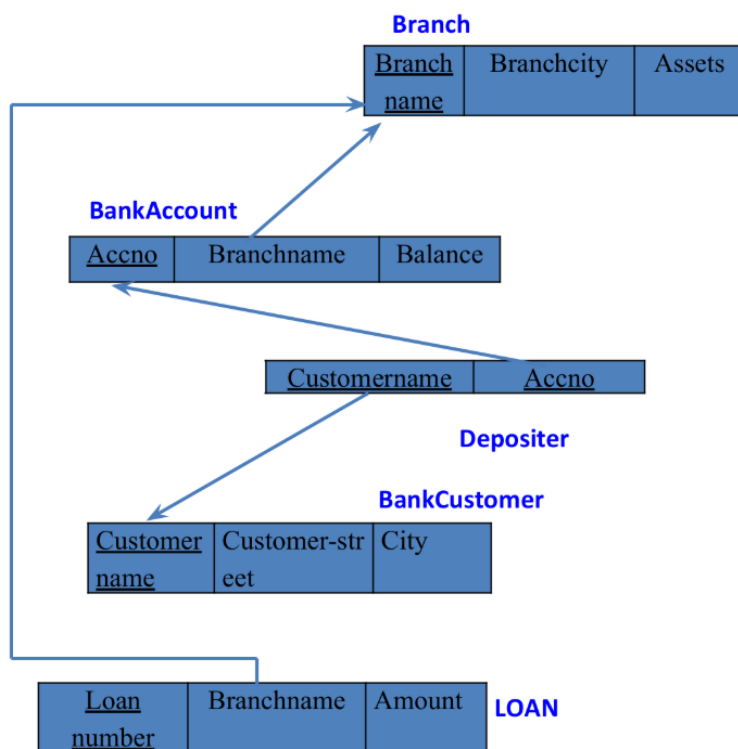 Branch
Branch Branchcity Assets
name
BankAccount
Accno Branchname Balance
Customername Accno
Depositer
BankCustomer
Customer Customer-str City
name eet
Loan Branchname Amount LOAN
number